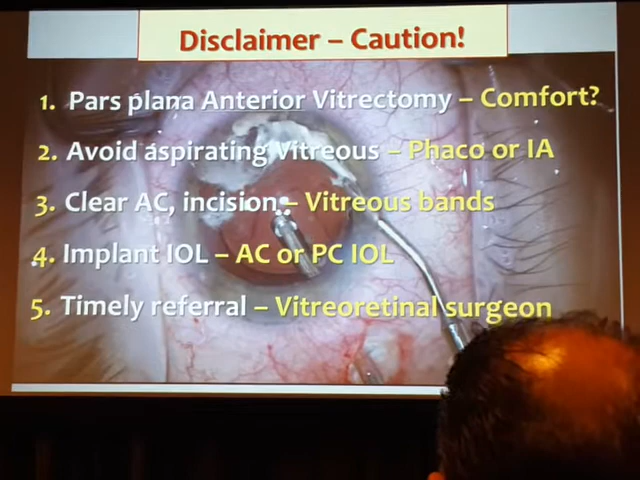 Disclaimer – Caution!
1. Pars plana Anterior Vitrectomy – Comfort?
2. Avoid aspirating Vitreous – Phaco or IA
3. Clear AC, incision – Vitreous bands
4. Implant IOL – AC or PC IOL
5. Timely referral – Vitreoretinal surgeon